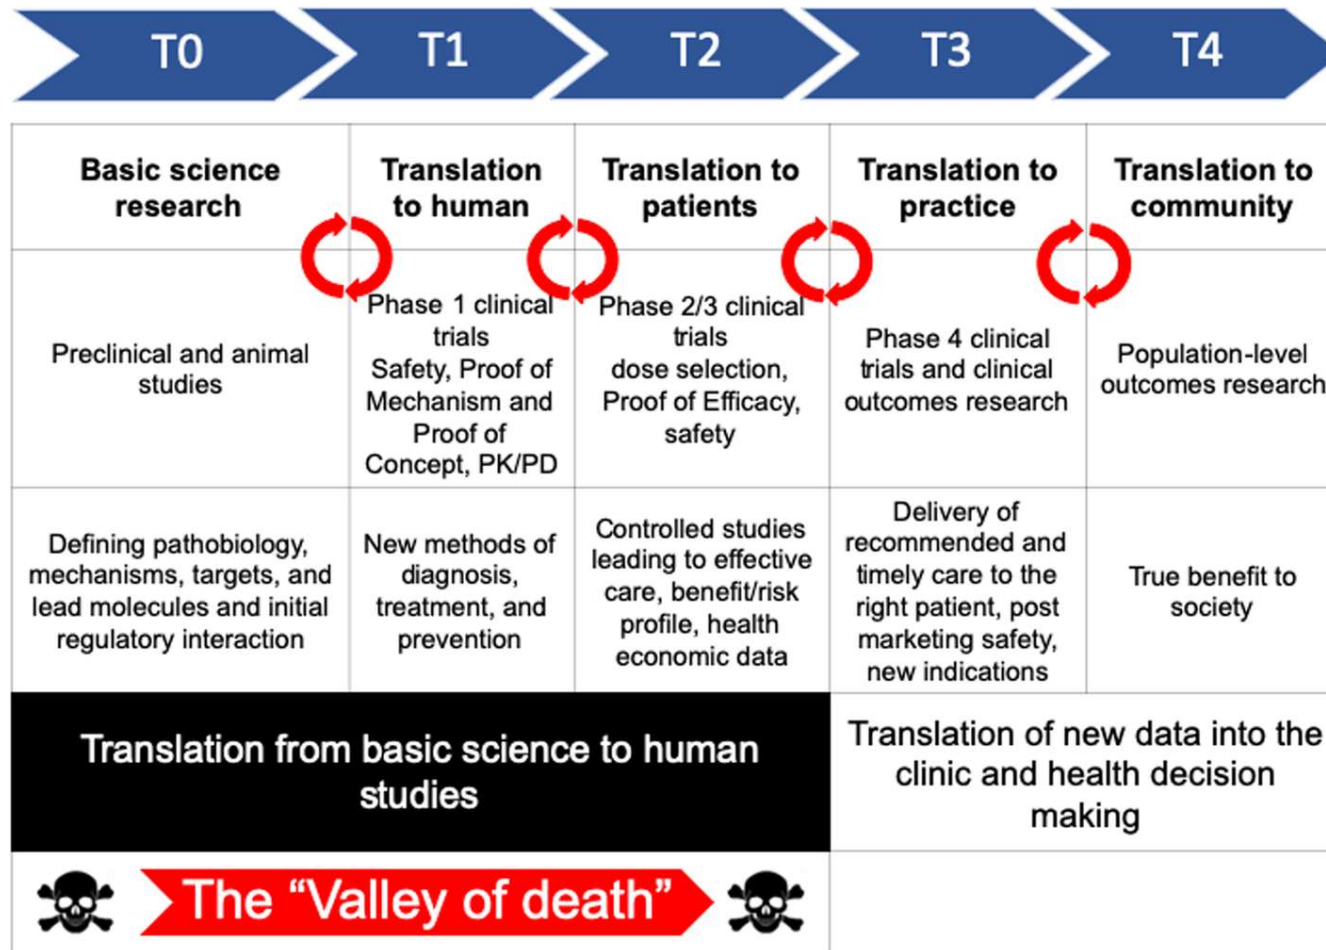 T0
T1
T2
T3
T4
Basic science
research
Translation
to human
Translation to
patients
Translation to
practice
Translation to
community
Preclinical and animal
studies
Phase 1 clinical
trials
Safety, Proof of
Mechanism and
Proof of
Concept, PK/PD
Phase 2/3 clinical
trials
dose selection,
Proof of Efficacy,
safety
Phase 4 clinical
trials and clinical
outcomes research
Population-level
outcomes research
Defining pathobiology,
mechanisms, targets, and
lead molecules and initial
regulatory interaction
New methods of
diagnosis,
treatment, and
prevention
Controlled studies
leading to effective
care, benefit/risk
profile, health
economic data
Delivery of
recommended and
timely care to the
right patient, post
marketing safety,
new indications
True benefit to
society
Translation from basic science to human
studies
Translation of new data into the
clinic and health decision
making
The “Valley of death”